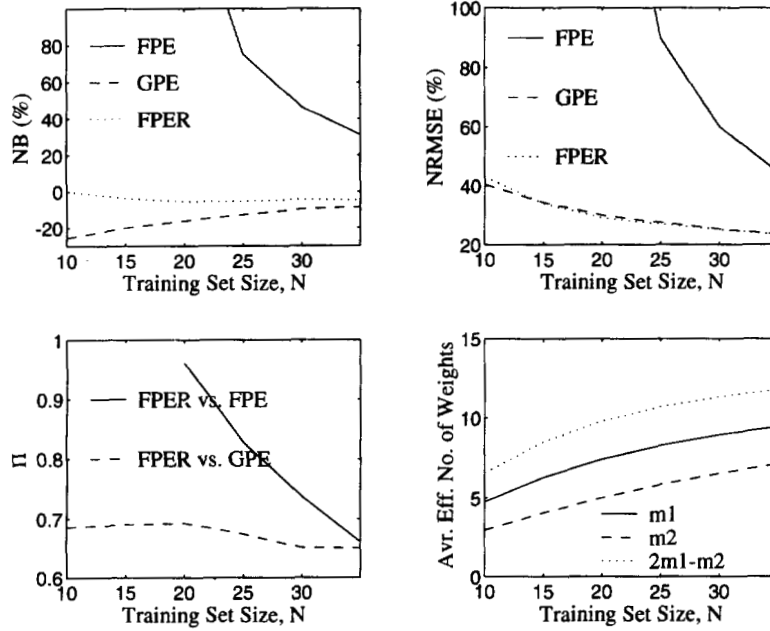 FPE
GPE
FPER
NB (%)
80
60
40
20
0
-20
10 15 20 25 30
Training Set Size, N
FPE
GPE
FPER
NRMSE (%)
100
80
60
40
20
10 15 20 25 30
Training Set Size, N
FPER vs. FPE
FPER vs. GPE
Π
1
0.9
0.8
0.7
0.6
10 15 20 25 30
Training Set Size, N
Avr. Eff. No. of Weights
15
10
5
0
m1
m2
2m1-m2
10 15 20 25 30
Training Set Size, N